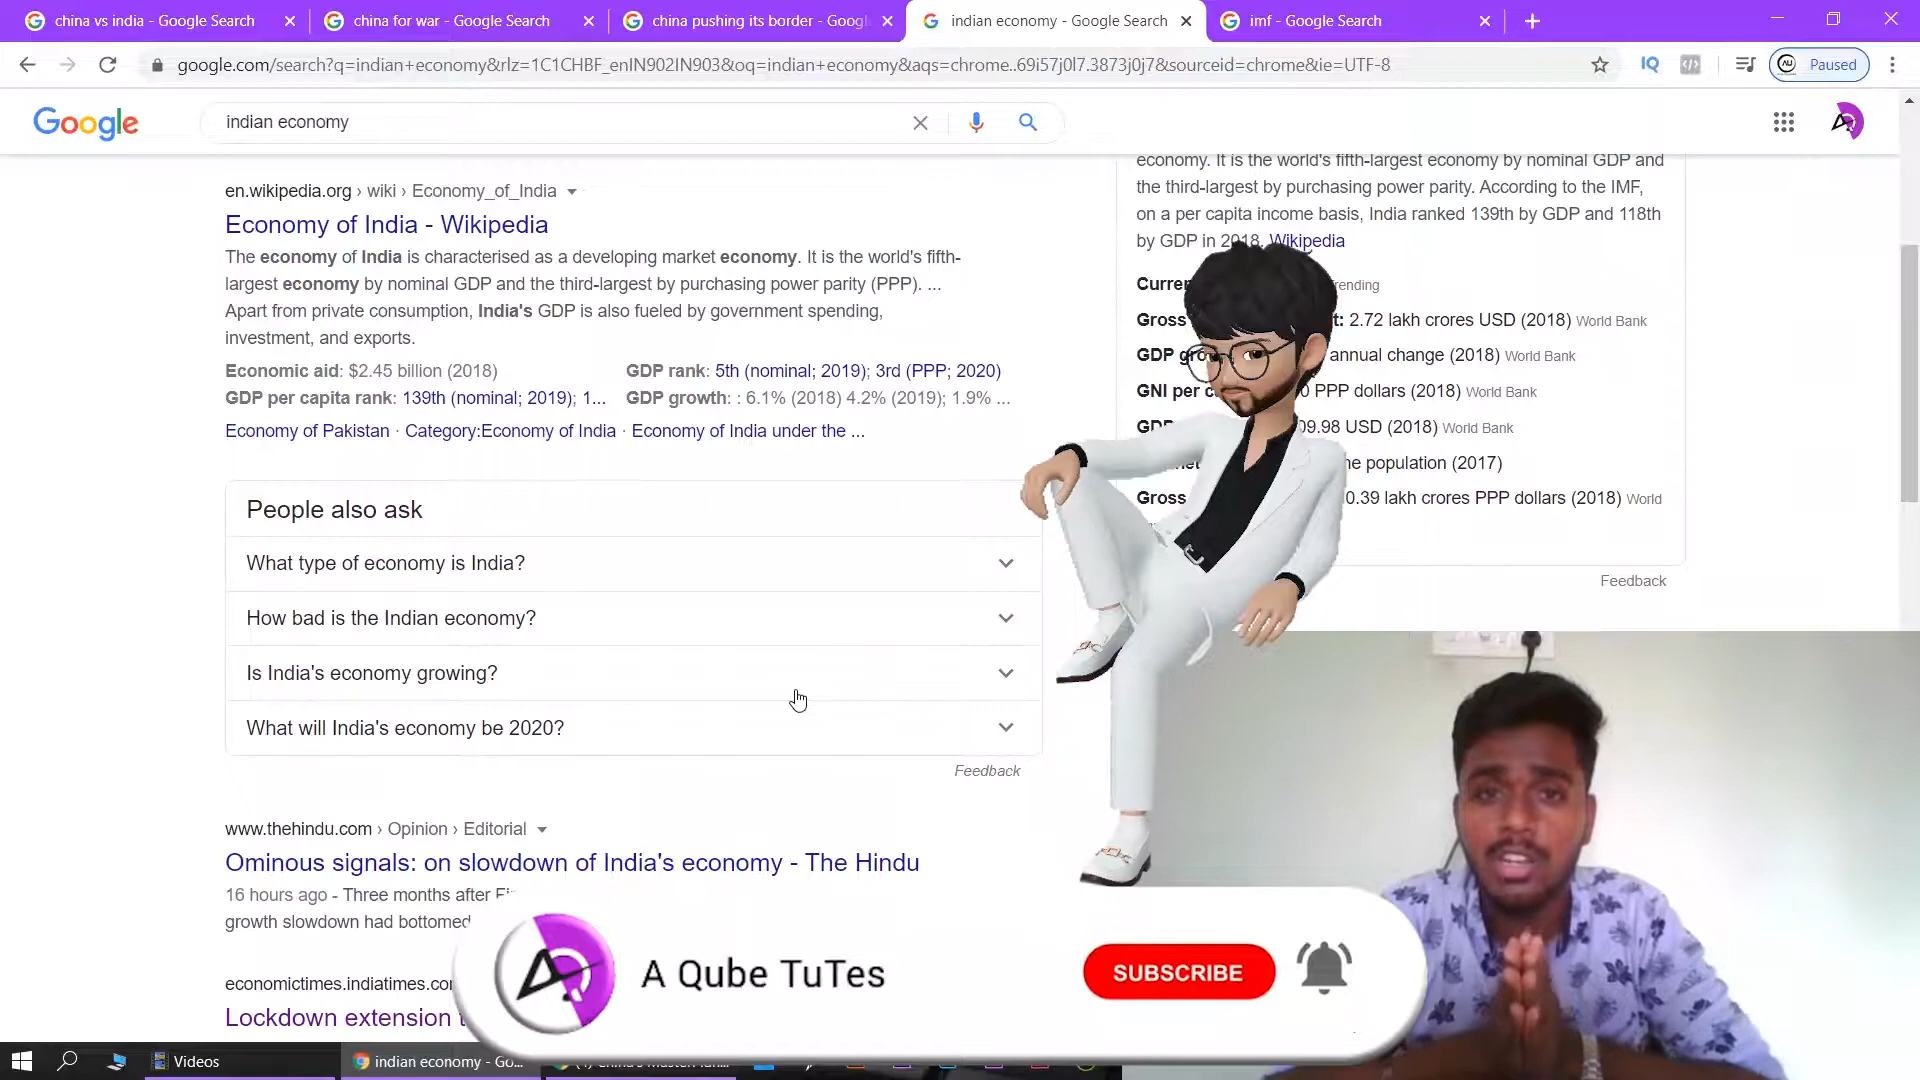 china vs india - Google Search
china for war - Google Search
china pushing its border - Googl
indian economy - Google Search
imf - Google Search
google.com/search?q=indian+economy&rlz=1C1CHBF_enIN902IN903&oq=indian+economy&aqs=chrome..69i57j0l7.3873j0j7&sourceid=chrome&ie=UTF-8
IQ
Paused
Google
indian economy
en.wikipedia.org › wiki › Economy_of_India
Economy of India - Wikipedia
The economy of India is characterised as a developing market economy. It is the world's fifth-
largest economy by nominal GDP and the third-largest by purchasing power parity (PPP). ...
Apart from private consumption, India's GDP is also fueled by government spending,
investment, and exports.
Economic aid: $2.45 billion (2018)
GDP rank: 5th (nominal; 2019); 3rd (PPP; 2020)
GDP per capita rank: 139th (nominal; 2019); 1...
GDP growth: : 6.1% (2018) 4.2% (2019); 1.9% ...
Economy of Pakistan · Category:Economy of India · Economy of India under the ...
People also ask
What type of economy is India?
How bad is the Indian economy?
Is India's economy growing?
What will India's economy be 2020?
Feedback
www.thehindu.com › Opinion › Editorial
Ominous signals: on slowdown of India's economy - The Hindu
16 hours ago - Three months after
growth slowdown had bottomed
economictimes.indiatimes.co
Lockdown extension
economy. It is the world's fifth-largest economy by nominal GDP and
the third-largest by purchasing power parity. According to the IMF,
on a per capita income basis, India ranked 139th by GDP and 118th
by GDP in 2018. Wikipedia
Gross 2.72 lakh crores USD (2018) World Bank
GDP annual change (2018) World Bank
GNI per PPP dollars (2018) World Bank
GDP 09.98 USD (2018) World Bank
population (2017)
Gross 0.39 lakh crores PPP dollars (2018) World
Feedback
A Qube TuTes
SUBSCRIBE
Videos
indian economy - Go...